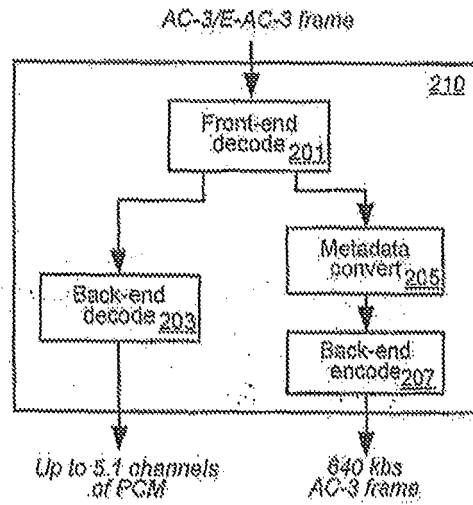 AC-3/E-AC-3 frame
210
Front-end
decode 201
Metadata
convert 205
Back-end
decode 203
Back-end
encode 207
Up to 5.1 channels
of PCM
640 kbs
AC-3 frame